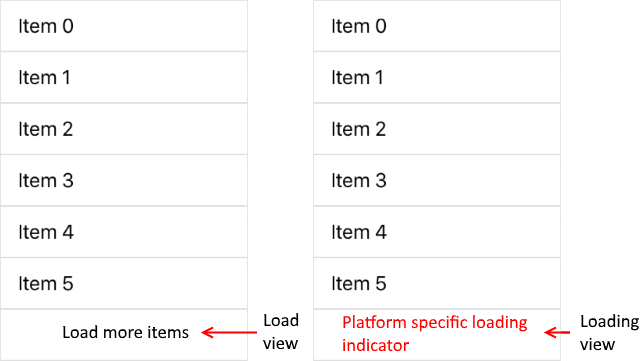 Item 0
Item 1
Item 2
Item 3
Item 4
Item 5
Load more items
Load
view
Item 0
Item 1
Item 2
Item 3
Item 4
Item 5
Platform specific loading
indicator
Loading
view